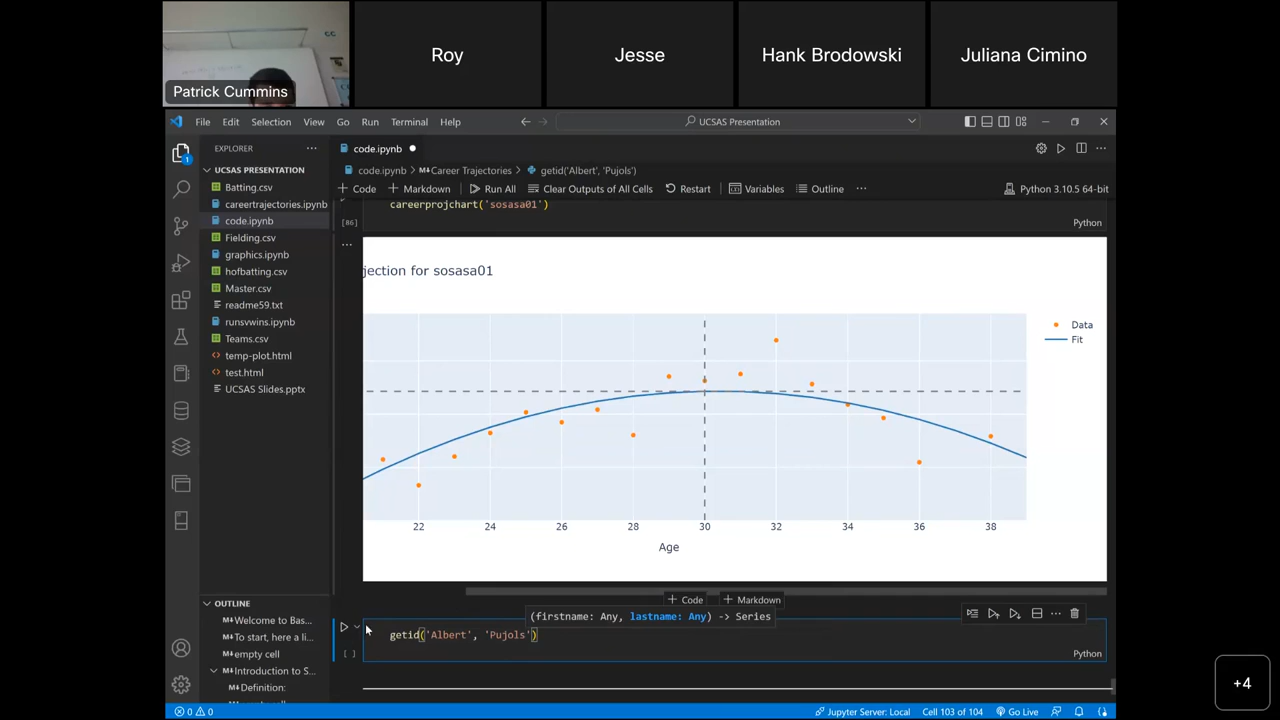 Patrick Cummins
Roy
Jesse
Hank Brodowski
Juliana Cimino
File Edit Selection View Go Run Terminal Help
UCSAS Presentation
EXPLORER
code.ipynb
UCSAS PRESENTATION
Batting.csv
careertrajectories.ipynb
code.ipynb
Fielding.csv
graphics.ipynb
hofbatting.csv
Master.csv
readme59.txt
runsvwins.ipynb
Teams.csv
temp-plot.html
test.html
UCSAS Slides.pptx
code.ipynb > Career Trajectories > getid('Albert', 'Pujols')
+ Code + Markdown Run All Clear Outputs of All Cells Restart Variables Outline ... Python 3.10.5 64-bit
careerprojchart('sosasa01')
[86]
Python
jection for sosasa01
Data
Fit
22 24 26 28 30 32 34 36 38
Age
+ Code + Markdown
(firstname: Any, lastname: Any) -> Series
getid('Albert', 'Pujols')
[ ]
Python
OUTLINE
Welcome to Bas...
To start, here a li...
empty cell
Introduction to S...
Definition:
0 0
Jupyter Server: Local Cell 103 of 104 Go Live
1
+4